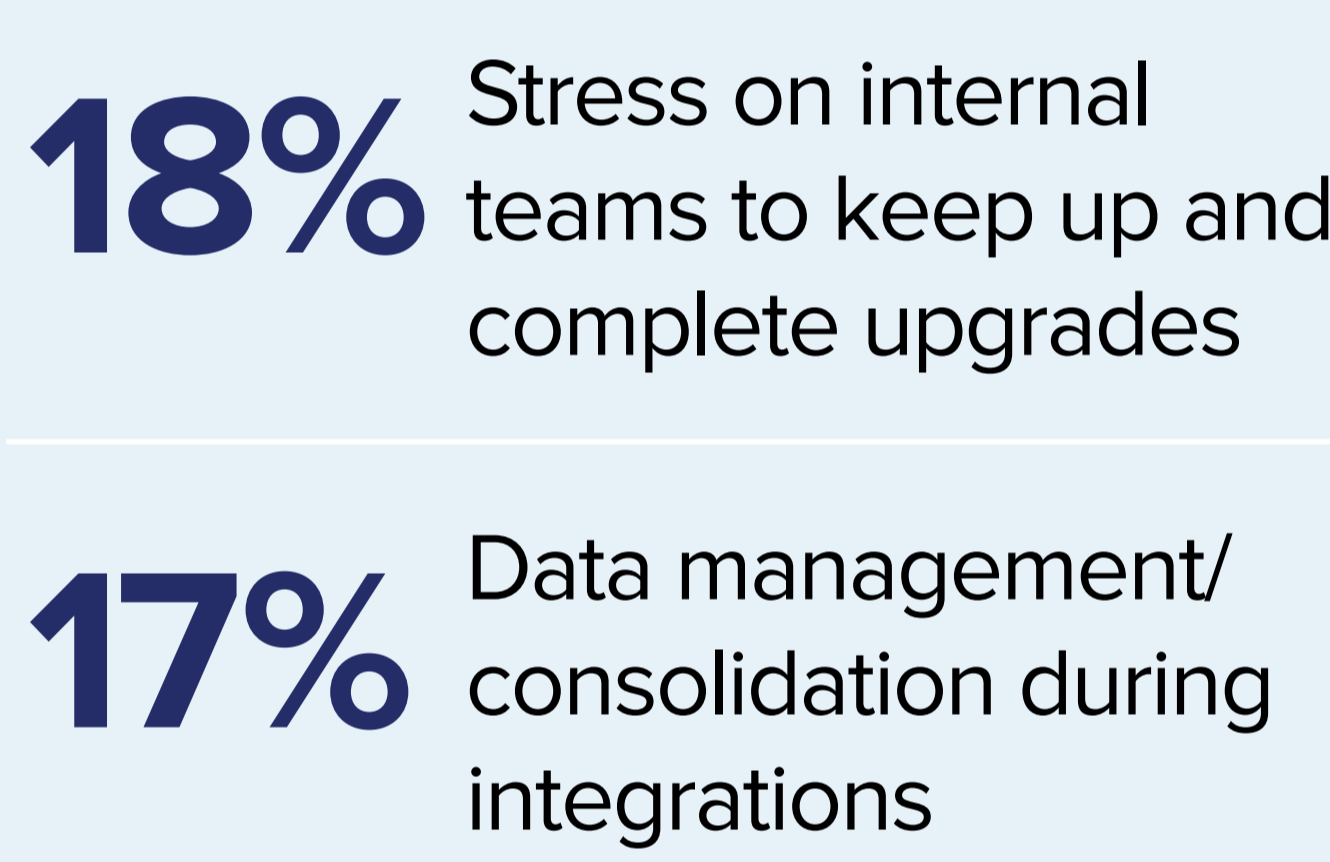 18%
Stress on internal
teams to keep up and
complete upgrades
17%
Data management/
consolidation during
integrations